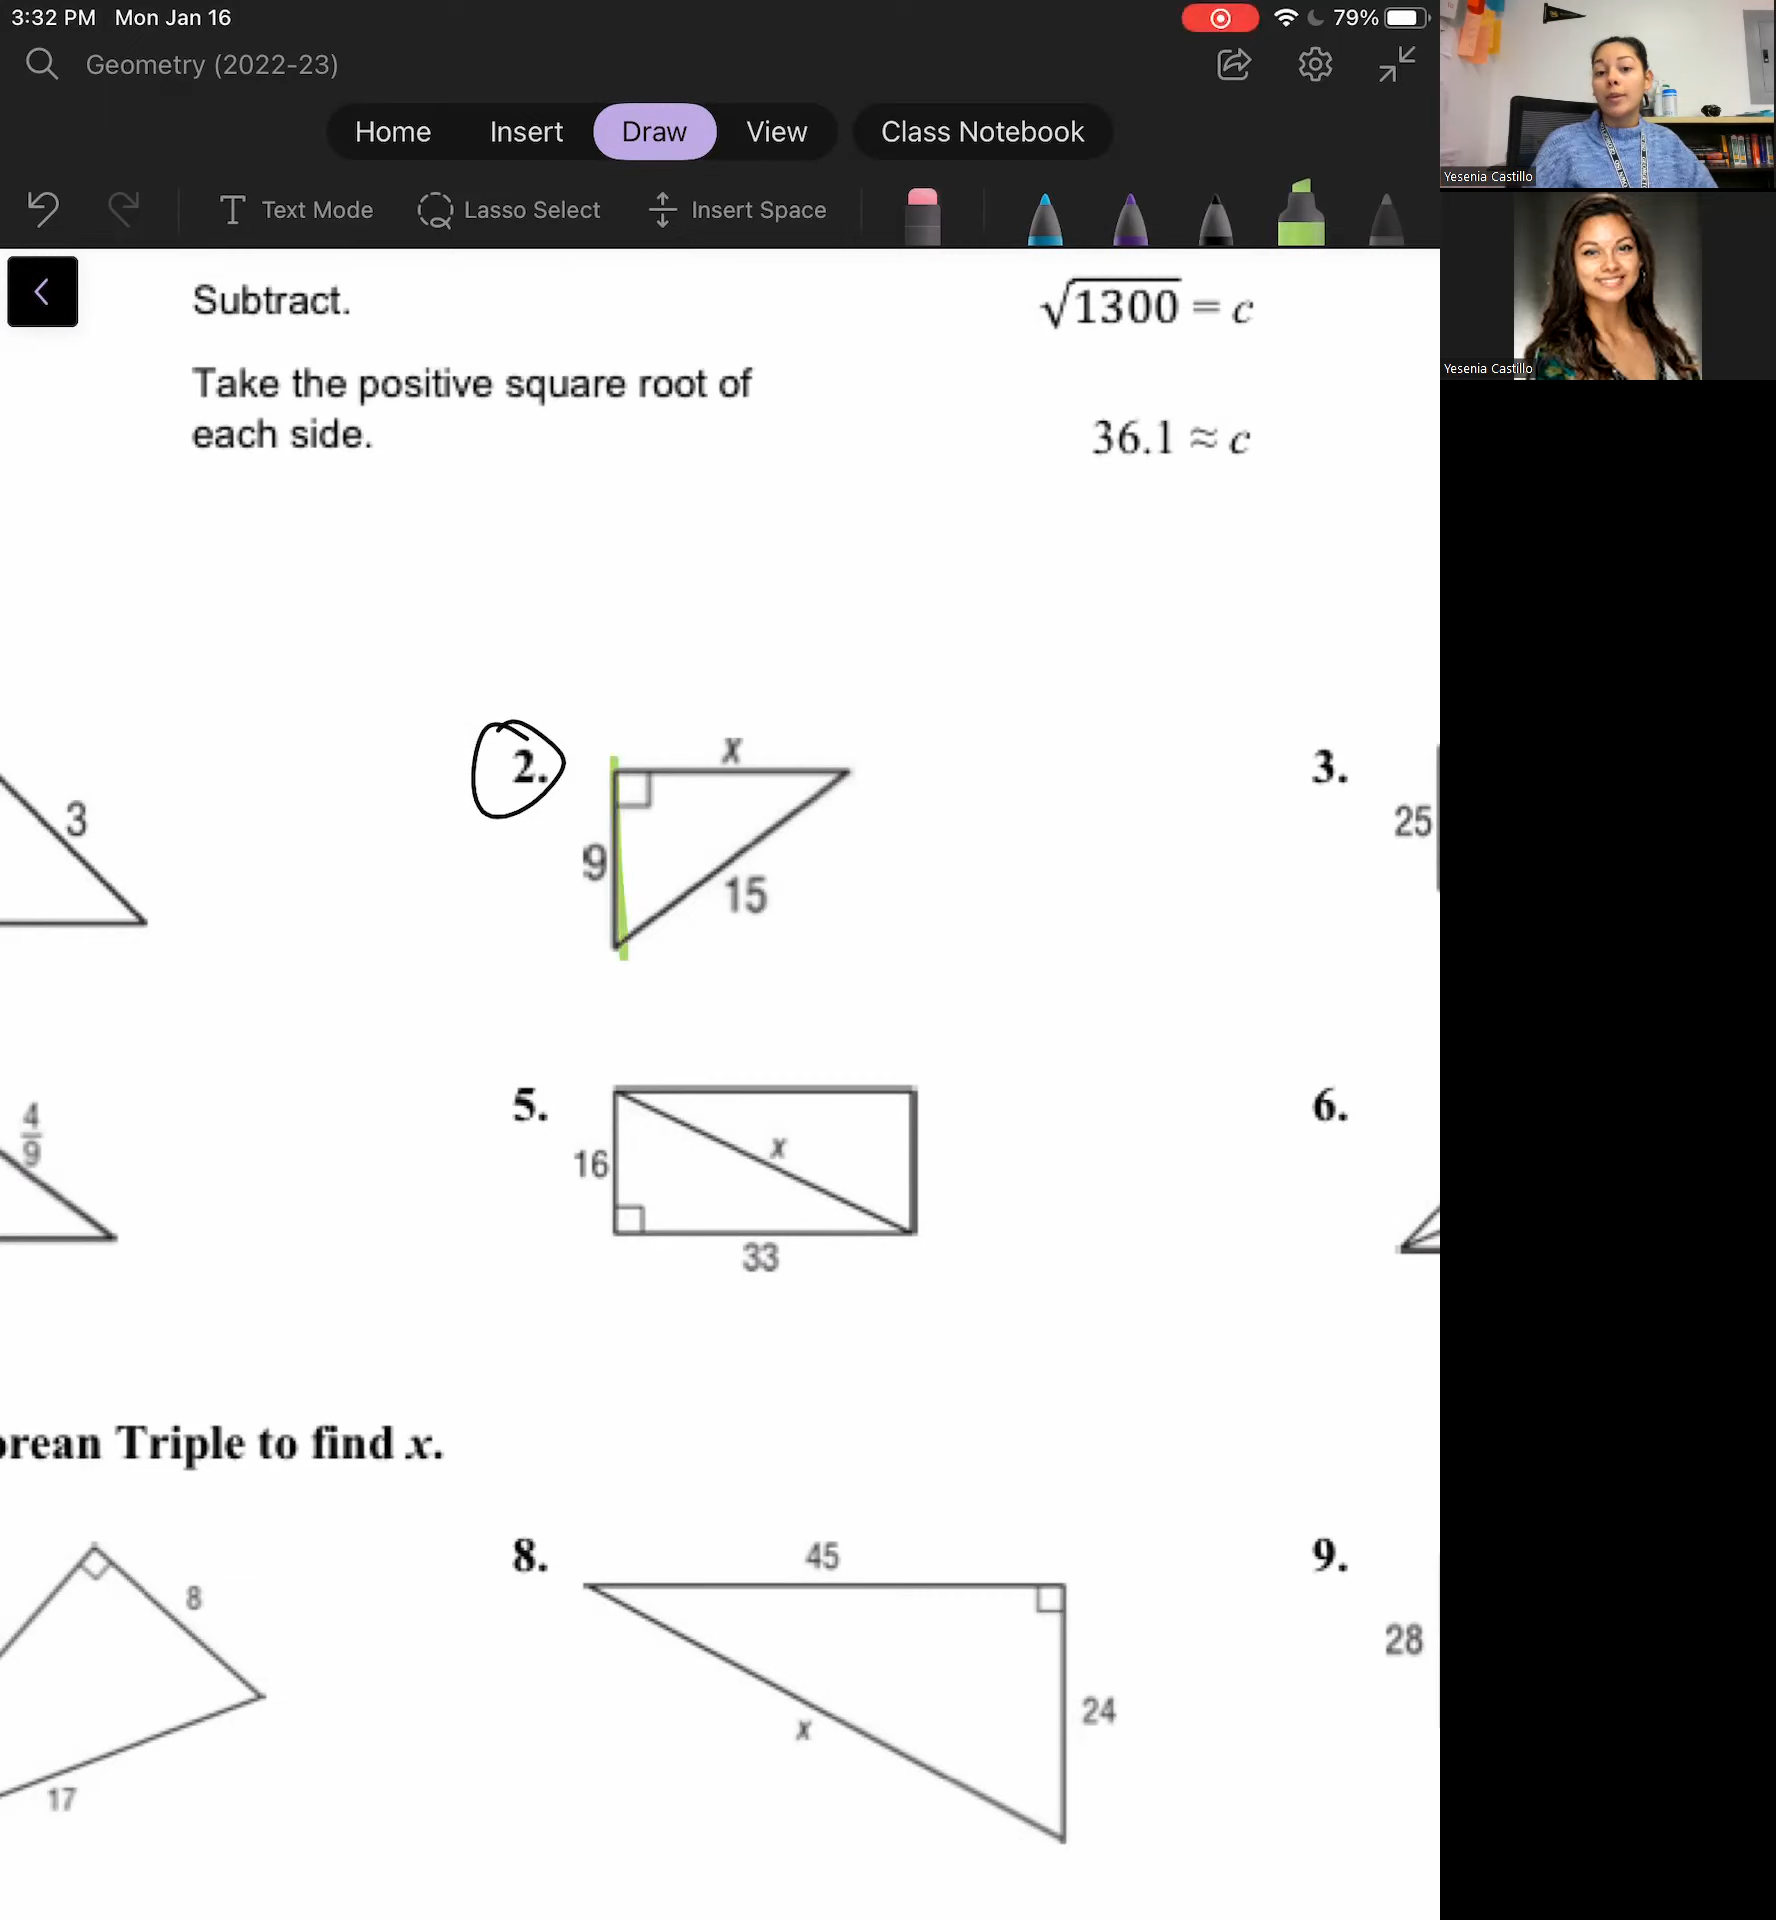 3:32 PM Mon Jan 16
79%
Geometry (2022-23)
Home Insert Draw View Class Notebook
Text Mode Lasso Select Insert Space
Yesenia Castillo
Yesenia Castillo
Subtract.
√1300 = c
Take the positive square root of
each side.
36.1 ≈ c
3
2.
x
9
15
3.
25
4/9
5.
16
x
33
6.
orean Triple to find x.
8
17
8.
45
x
24
9.
28